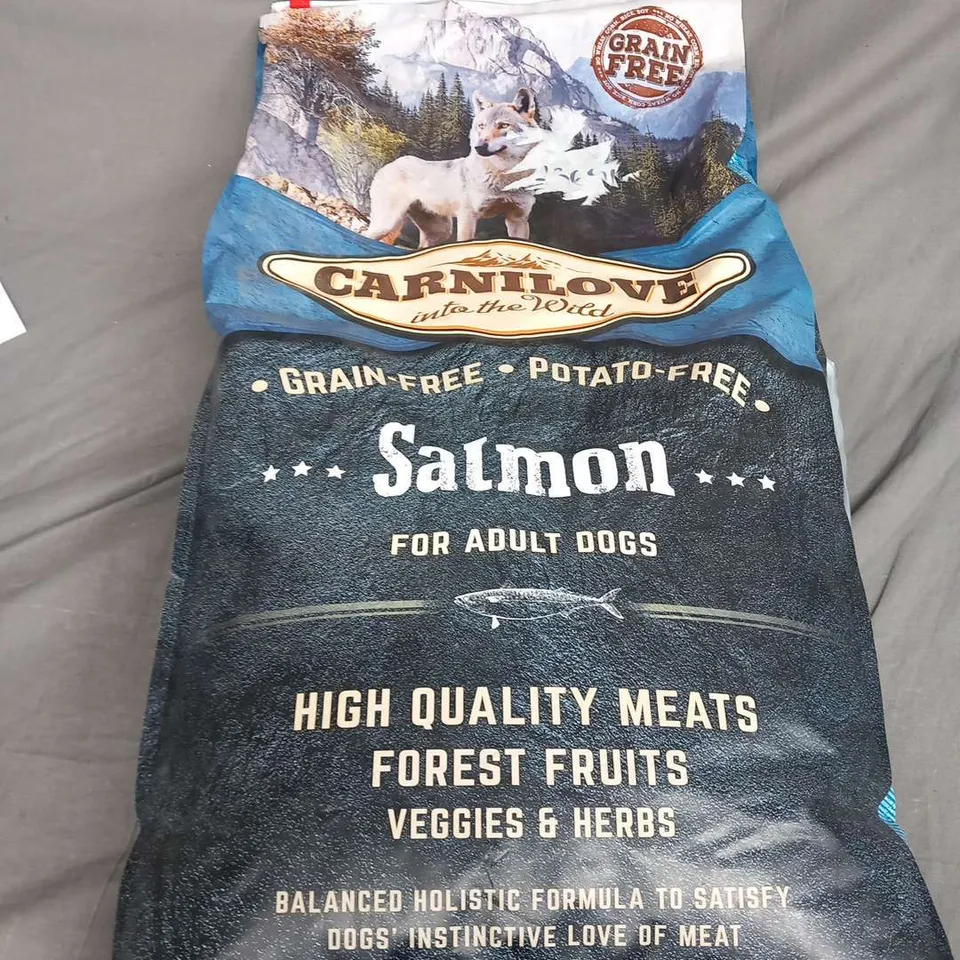 GRAIN
FREE
CARNILOVE
into the Wild
• GRAIN-FREE • POTATO-FREE •
Salmon
FOR ADULT DOGS
HIGH QUALITY MEATS
FOREST FRUITS
VEGGIES & HERBS
BALANCED HOLISTIC FORMULA TO SATISFY
DOGS' INSTINCTIVE LOVE OF MEAT